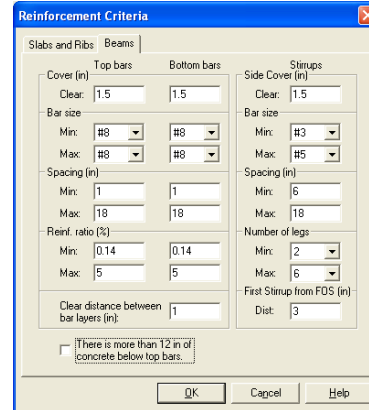 Reinforcement Criteria
Slabs and Ribs Beams
Top bars Bottom bars Stirrups
Cover (in) Side Cover (in)
Clear: 1.5 1.5 Clear: 1.5
Bar size Bar size
Min: #8 #8 Min: #3
Max: #8 #8 Max: #5
Spacing (in) Spacing (in)
Min: 1 1 Min: 6
Max: 18 18 Max: 18
Reinf. ratio (%) Number of legs
Min: 0.14 0.14 Min: 2
Max: 5 5 Max: 6
First Stirrup from FOS (in)
Clear distance between
bar layers (in): 1 Dist: 3
There is more than 12 in of
concrete below top bars.
OK Cancel Help